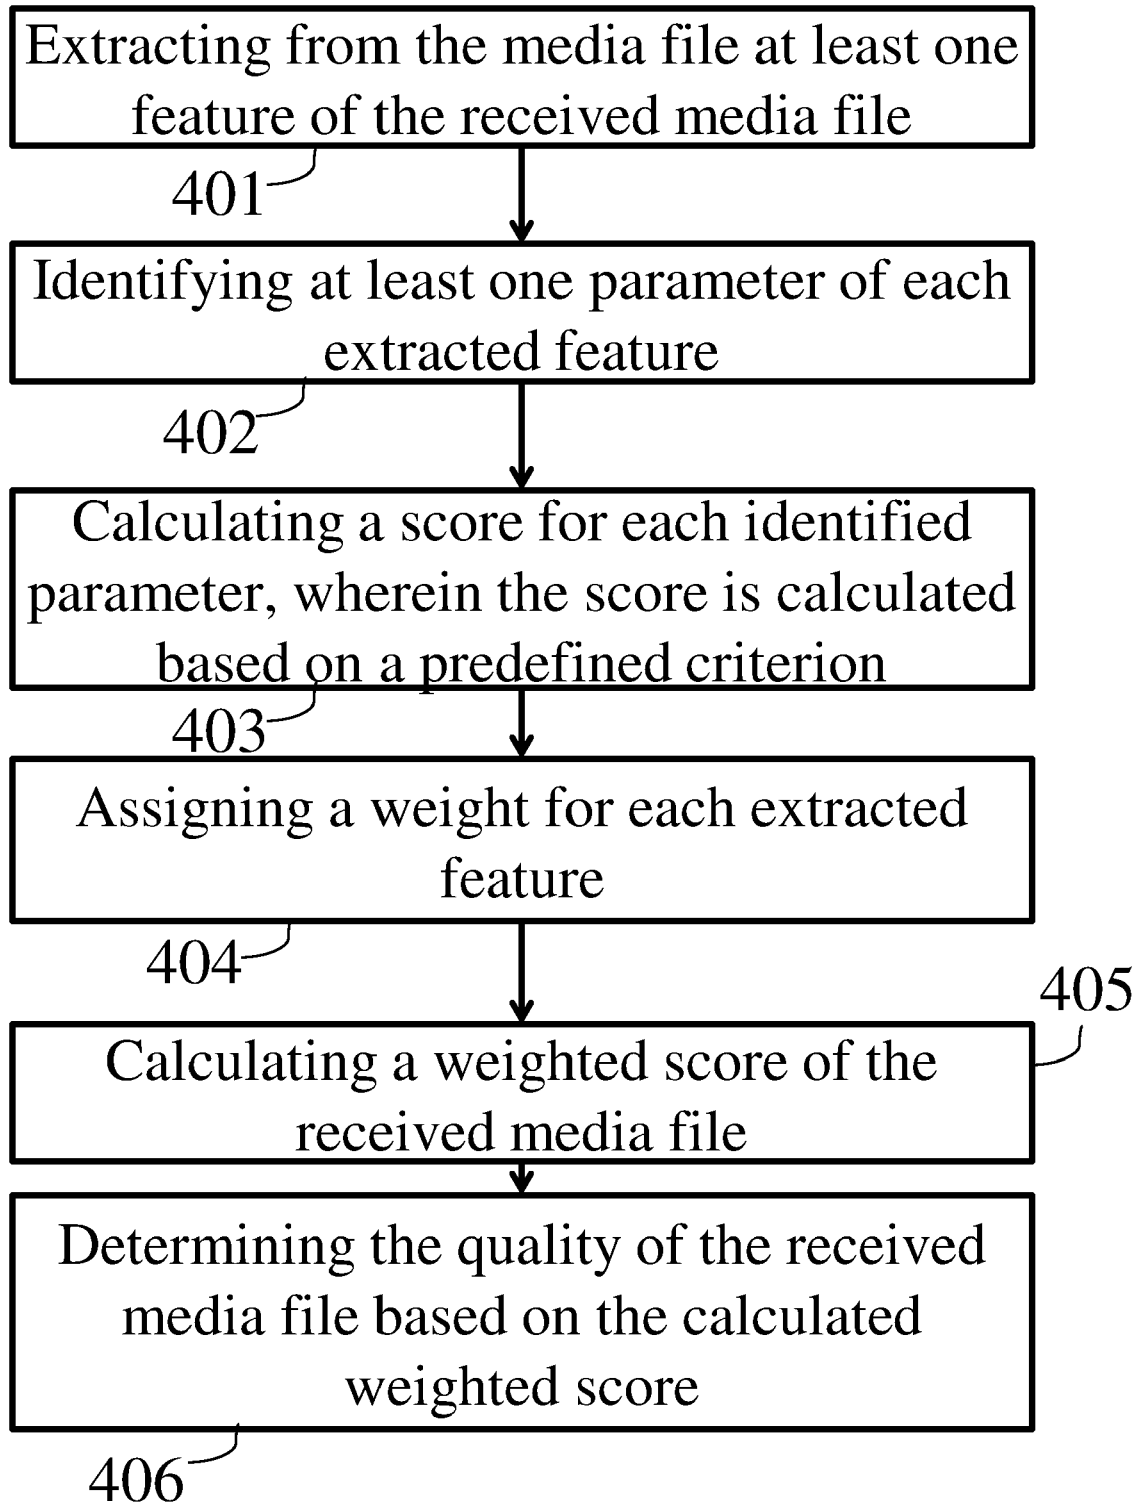 Extracting from the media file at least one
feature of the received media file
401
Identifying at least one parameter of each
extracted feature
402
Calculating a score for each identified
parameter, wherein the score is calculated
based on a predefined criterion
403
Assigning a weight for each extracted
feature
404
405
Calculating a weighted score of the
received media file
Determining the quality of the received
media file based on the calculated
weighted score
406